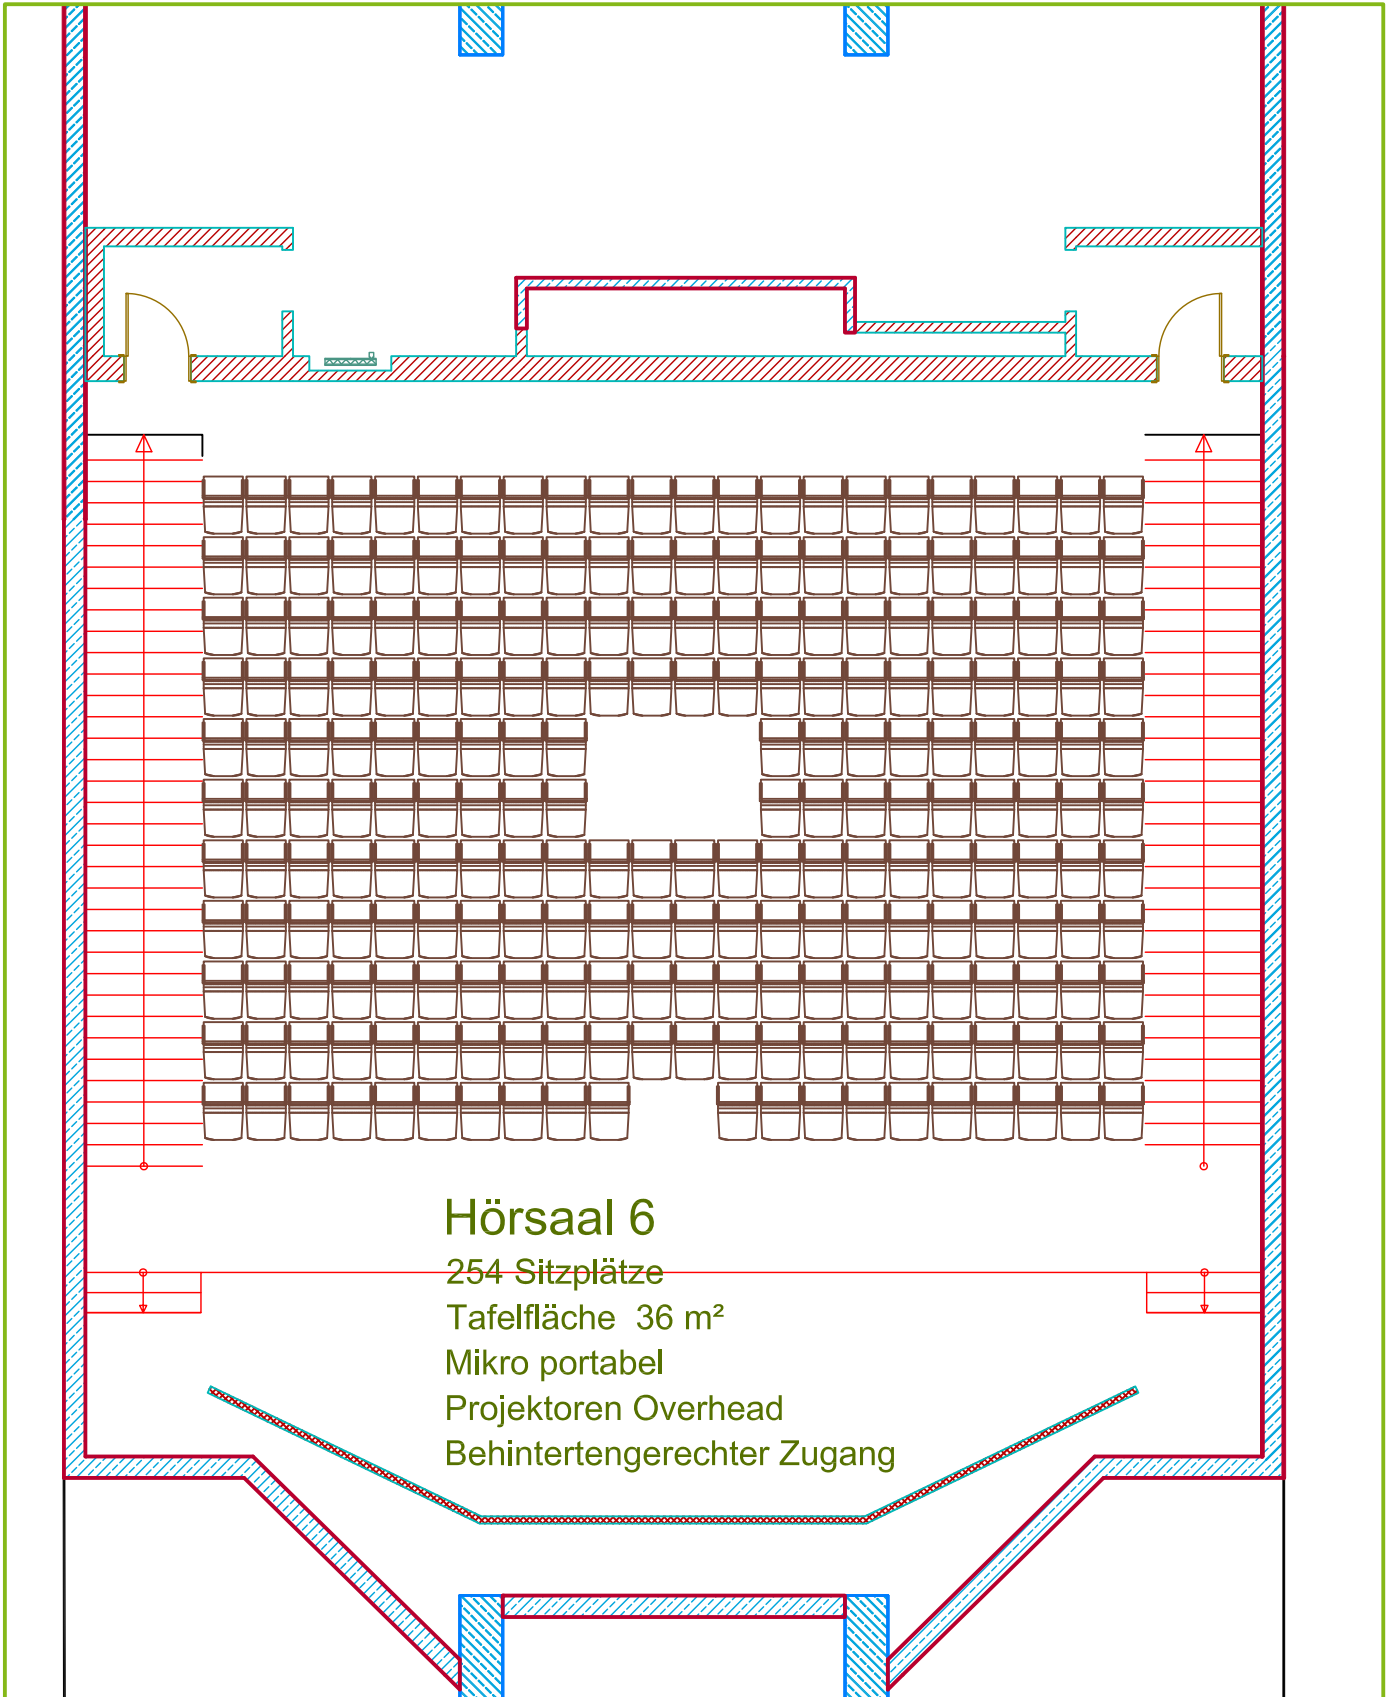 Hörsaal 6
254 Sitzplätze
Tafelfläche 36 m²
Mikro portabel
Projektoren Overhead
Behintertengerechter Zugang